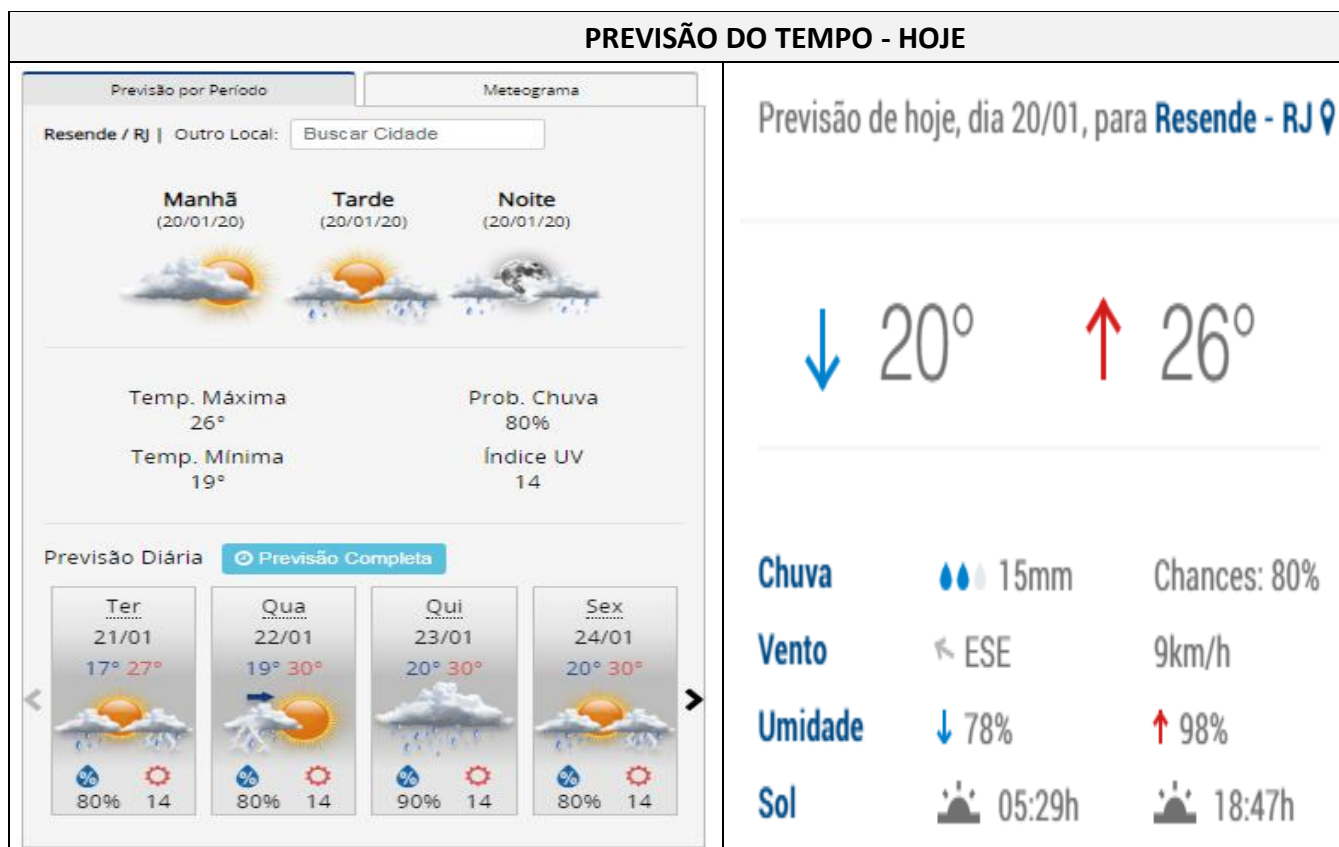 PREVISÃO DO TEMPO - HOJE
Previsão por Período
Meteograma
Resende / RJ | Outro Local: Buscar Cidade
Manhã Tarde Noite
(20/01/20) (20/01/20) (20/01/20)
Temp. Máxima Prob. Chuva
26° 80%
Temp. Mínima Índice UV
19° 14
Previsão Diária Previsão Completa
Ter Qua Qui Sex
21/01 22/01 23/01 24/01
17° 27° 19° 30° 20° 30° 20° 30°
% % % %
80% 14 80% 14 90% 14 80% 14
Previsão de hoje, dia 20/01, para Resende - RJ
↓ 20° ↑ 26°
Chuva 15mm Chances: 80%
Vento ESE 9km/h
Umidade ↓ 78% ↑ 98%
Sol 05:29h 18:47h